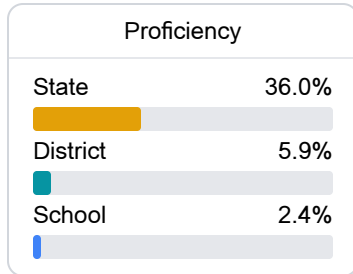 Proficiency
State 36.0%
District 5.9%
School 2.4%